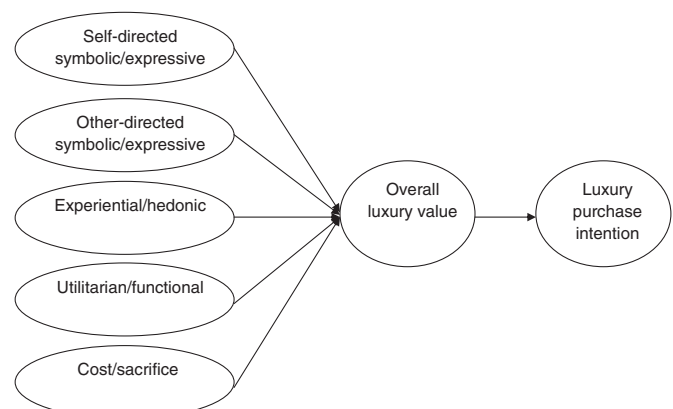 Self-directed
symbolic/expressive
Other-directed
symbolic/expressive
Experiential/hedonic
Utilitarian/functional
Cost/sacrifice
Overall
luxury value
Luxury
purchase
intention